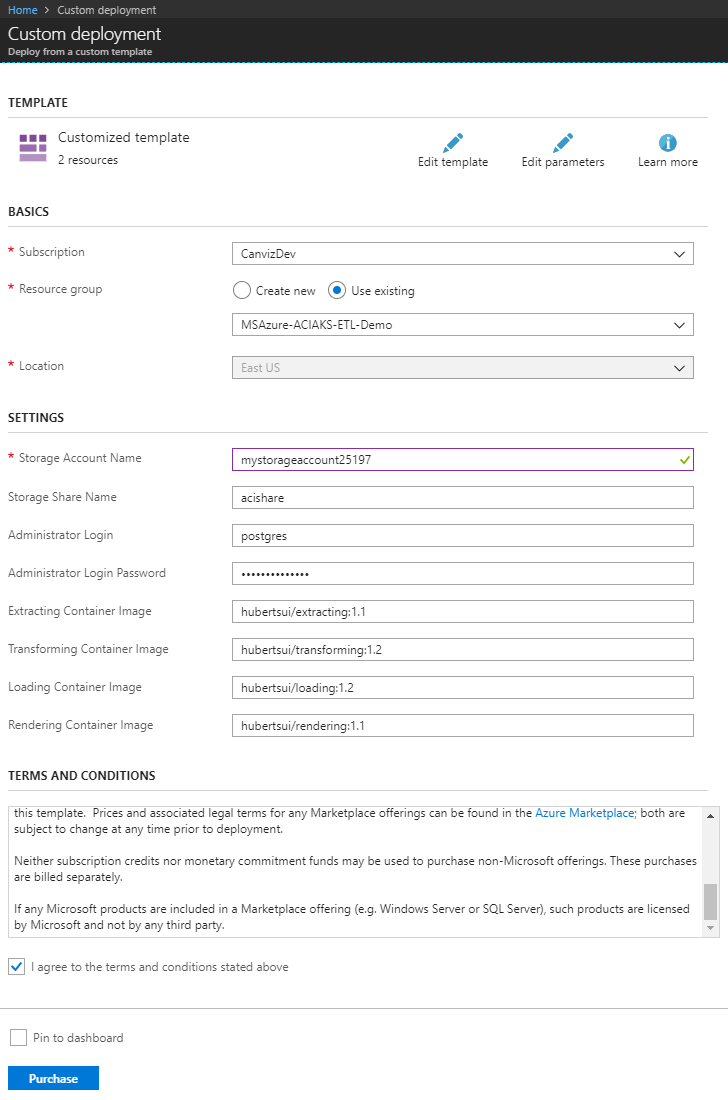 Home > Custom deployment
Custom deployment
Deploy from a custom template
TEMPLATE
Customized template
2 resources
Edit template
Edit parameters
Learn more
BASICS
* Subscription
CanvizDev
* Resource group
Create new
Use existing
MSAzure-ACIAKS-ETL-Demo
* Location
East US
SETTINGS
* Storage Account Name
mystorageaccount25197
Storage Share Name
acishare
Administrator Login
postgres
Administrator Login Password
••••••••••••••
Extracting Container Image
hubertsui/extracting:1.1
Transforming Container Image
hubertsui/transforming:1.2
Loading Container Image
hubertsui/loading:1.2
Rendering Container Image
hubertsui/rendering:1.1
TERMS AND CONDITIONS
this template.  Prices and associated legal terms for any Marketplace offerings can be found in the Azure Marketplace; both are
subject to change at any time prior to deployment.
Neither subscription credits nor monetary commitment funds may be used to purchase non-Microsoft offerings. These purchases
are billed separately.
If any Microsoft products are included in a Marketplace offering (e.g. Windows Server or SQL Server), such products are licensed
by Microsoft and not by any third party.
I agree to the terms and conditions stated above
Pin to dashboard
Purchase